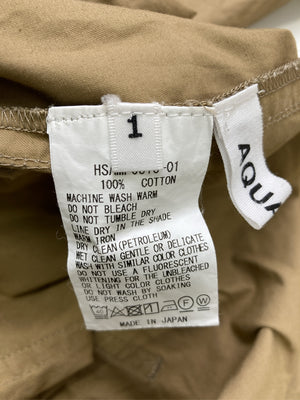 1
100% COTTON
MACHINE WASH WARM
DO NOT BLEACH
DO NOT TUMBLE DRY
LINE DRY IN THE SHADE
WARM IRON
DRY CLEAN(PETROLEUM)
WET CLEAN GENTLE OR DELICATE
WASH WITH SIMILAR COLOR CLOTHES
DO NOT USE A FLUORESCENT
WHITENING FOR THE UNBLEACHED
OR LIGHT COLOR CLOTHES
DO NOT WASH BY SOAKING
USE PRESS CLOTH
MADE IN JAPAN
AQUA